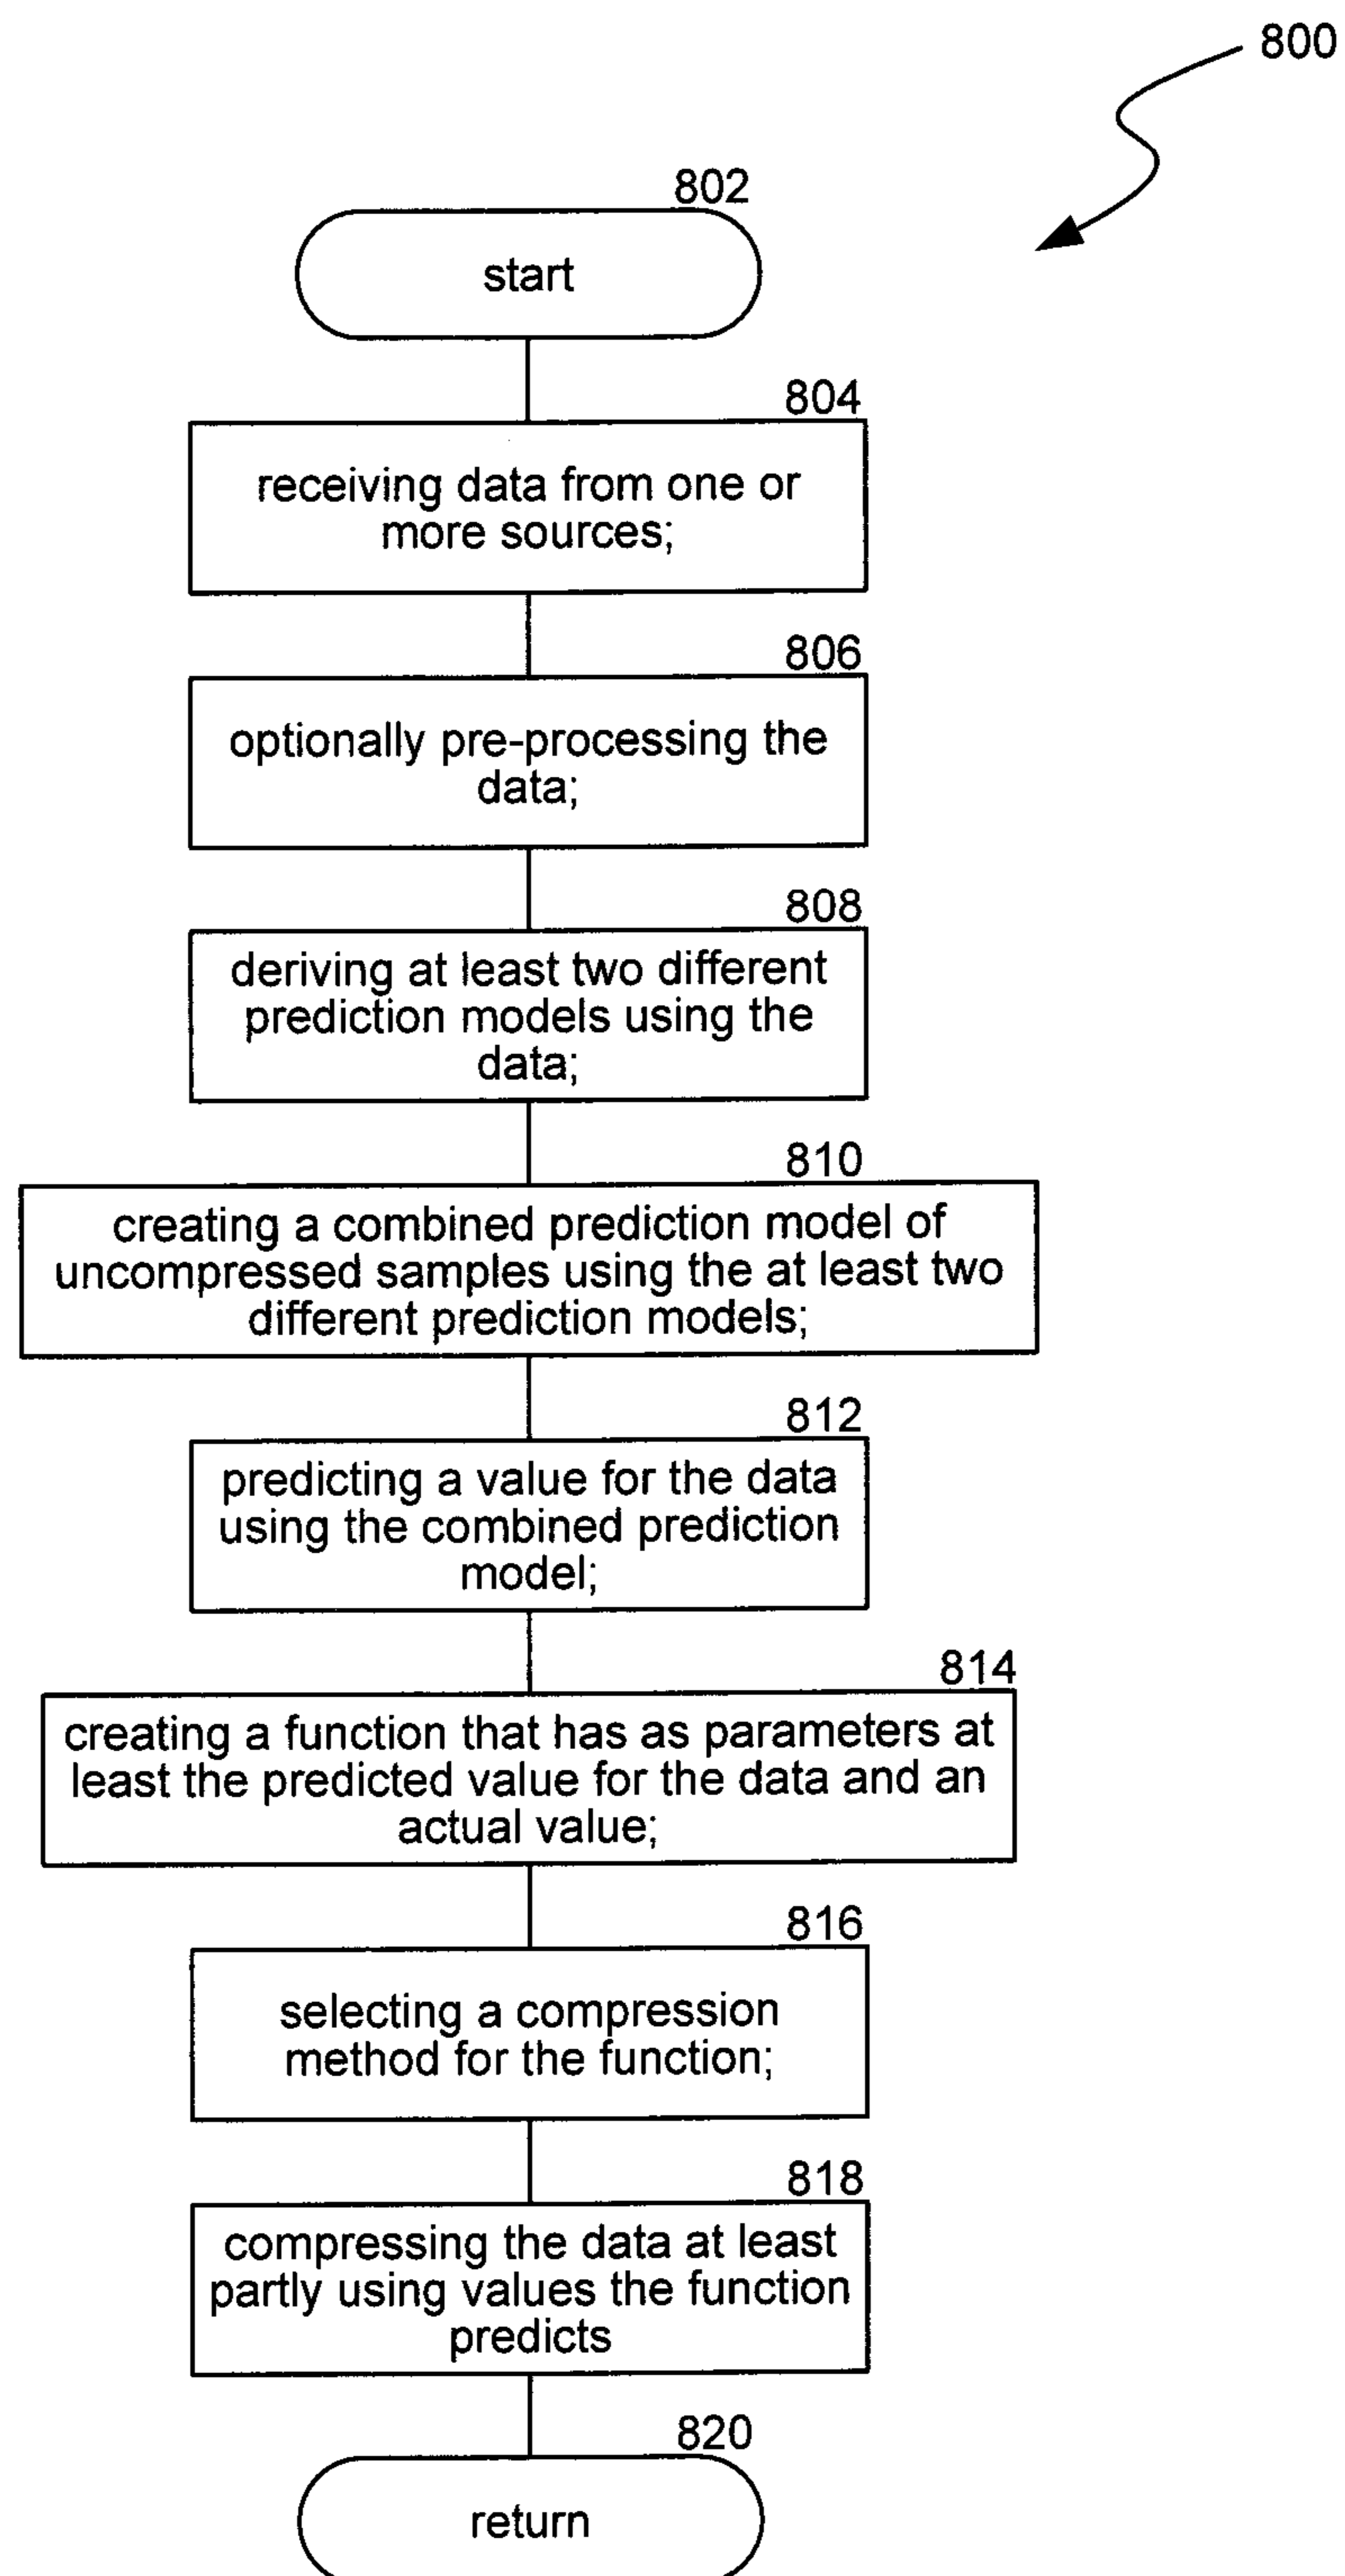 800
802
start
804
receiving data from one or
more sources;
806
optionally pre-processing the
data;
808
deriving at least two different
prediction models using the
data;
810
creating a combined prediction model of
uncompressed samples using the at least two
different prediction models;
812
predicting a value for the data
using the combined prediction
model;
814
creating a function that has as parameters at
least the predicted value for the data and an
actual value;
816
selecting a compression
method for the function;
818
compressing the data at least
partly using values the function
predicts
820
return